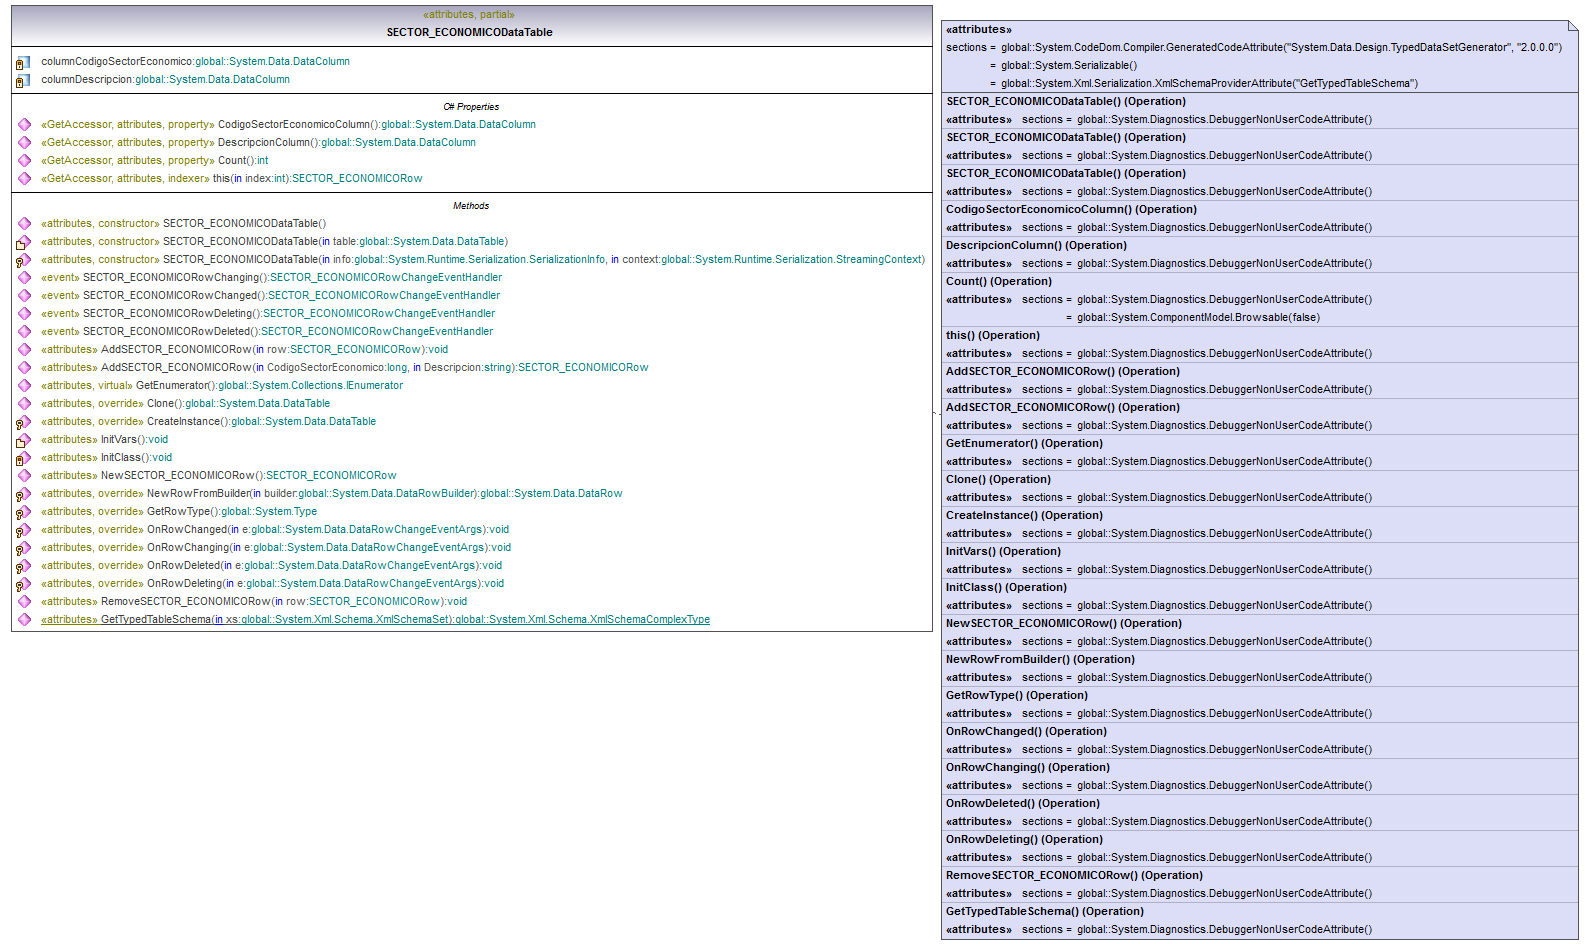 «attributes, partial»
SECTOR_ECONOMICODataTable
columnCodigoSectorEconomico:global::System.Data.DataColumn
columnDescripcion:global::System.Data.DataColumn
C# Properties
«GetAccessor, attributes, property» CodigoSectorEconomicoColumn():global::System.Data.DataColumn
«GetAccessor, attributes, property» DescripcionColumn():global::System.Data.DataColumn
«GetAccessor, attributes, property» Count():int
«GetAccessor, attributes, indexer» this(in index:int):SECTOR_ECONOMICORow
Methods
«attributes, constructor» SECTOR_ECONOMICODataTable()
«attributes, constructor» SECTOR_ECONOMICODataTable(in table:global::System.Data.DataTable)
«attributes, constructor» SECTOR_ECONOMICODataTable(in info:global::System.Runtime.Serialization.SerializationInfo, in context:global::System.Runtime.Serialization.StreamingContext)
«event» SECTOR_ECONOMICORowChanging():SECTOR_ECONOMICORowChangeEventHandler
«event» SECTOR_ECONOMICORowChanged():SECTOR_ECONOMICORowChangeEventHandler
«event» SECTOR_ECONOMICORowDeleting():SECTOR_ECONOMICORowChangeEventHandler
«event» SECTOR_ECONOMICORowDeleted():SECTOR_ECONOMICORowChangeEventHandler
«attributes» AddSECTOR_ECONOMICORow(in row:SECTOR_ECONOMICORow):void
«attributes» AddSECTOR_ECONOMICORow(in CodigoSectorEconomico:long, in Descripcion:string):SECTOR_ECONOMICORow
«attributes, virtual» GetEnumerator():global::System.Collections.IEnumerator
«attributes, override» Clone():global::System.Data.DataTable
«attributes, override» CreateInstance():global::System.Data.DataTable
«attributes» InitVars():void
«attributes» InitClass():void
«attributes» NewSECTOR_ECONOMICORow():SECTOR_ECONOMICORow
«attributes, override» NewRowFromBuilder(in builder:global::System.Data.DataRowBuilder):global::System.Data.DataRow
«attributes, override» GetRowType():global::System.Type
«attributes, override» OnRowChanged(in e:global::System.Data.DataRowChangeEventArgs):void
«attributes, override» OnRowChanging(in e:global::System.Data.DataRowChangeEventArgs):void
«attributes, override» OnRowDeleted(in e:global::System.Data.DataRowChangeEventArgs):void
«attributes, override» OnRowDeleting(in e:global::System.Data.DataRowChangeEventArgs):void
«attributes» RemoveSECTOR_ECONOMICORow(in row:SECTOR_ECONOMICORow):void
«attributes» GetTypedTableSchema(in xs:global::System.Xml.Schema.XmlSchemaSet):global::System.Xml.Schema.XmlSchemaComplexType
«attributes»
sections = global::System.CodeDom.Compiler.GeneratedCodeAttribute("System.Data.Design.TypedDataSetGenerator", "2.0.0.0")
= global::System.Serializable()
= global::System.Xml.Serialization.XmlSchemaProviderAttribute("GetTypedTableSchema")
SECTOR_ECONOMICODataTable() (Operation)
«attributes» sections = global::System.Diagnostics.DebuggerNonUserCodeAttribute()
SECTOR_ECONOMICODataTable() (Operation)
«attributes» sections = global::System.Diagnostics.DebuggerNonUserCodeAttribute()
SECTOR_ECONOMICODataTable() (Operation)
«attributes» sections = global::System.Diagnostics.DebuggerNonUserCodeAttribute()
CodigoSectorEconomicoColumn() (Operation)
«attributes» sections = global::System.Diagnostics.DebuggerNonUserCodeAttribute()
DescripcionColumn() (Operation)
«attributes» sections = global::System.Diagnostics.DebuggerNonUserCodeAttribute()
Count() (Operation)
«attributes» sections = global::System.Diagnostics.DebuggerNonUserCodeAttribute()
= global::System.ComponentModel.Browsable(false)
this() (Operation)
«attributes» sections = global::System.Diagnostics.DebuggerNonUserCodeAttribute()
AddSECTOR_ECONOMICORow() (Operation)
«attributes» sections = global::System.Diagnostics.DebuggerNonUserCodeAttribute()
AddSECTOR_ECONOMICORow() (Operation)
«attributes» sections = global::System.Diagnostics.DebuggerNonUserCodeAttribute()
GetEnumerator() (Operation)
«attributes» sections = global::System.Diagnostics.DebuggerNonUserCodeAttribute()
Clone() (Operation)
«attributes» sections = global::System.Diagnostics.DebuggerNonUserCodeAttribute()
CreateInstance() (Operation)
«attributes» sections = global::System.Diagnostics.DebuggerNonUserCodeAttribute()
InitVars() (Operation)
«attributes» sections = global::System.Diagnostics.DebuggerNonUserCodeAttribute()
InitClass() (Operation)
«attributes» sections = global::System.Diagnostics.DebuggerNonUserCodeAttribute()
NewSECTOR_ECONOMICORow() (Operation)
«attributes» sections = global::System.Diagnostics.DebuggerNonUserCodeAttribute()
NewRowFromBuilder() (Operation)
«attributes» sections = global::System.Diagnostics.DebuggerNonUserCodeAttribute()
GetRowType() (Operation)
«attributes» sections = global::System.Diagnostics.DebuggerNonUserCodeAttribute()
OnRowChanged() (Operation)
«attributes» sections = global::System.Diagnostics.DebuggerNonUserCodeAttribute()
OnRowChanging() (Operation)
«attributes» sections = global::System.Diagnostics.DebuggerNonUserCodeAttribute()
OnRowDeleted() (Operation)
«attributes» sections = global::System.Diagnostics.DebuggerNonUserCodeAttribute()
OnRowDeleting() (Operation)
«attributes» sections = global::System.Diagnostics.DebuggerNonUserCodeAttribute()
RemoveSECTOR_ECONOMICORow() (Operation)
«attributes» sections = global::System.Diagnostics.DebuggerNonUserCodeAttribute()
GetTypedTableSchema() (Operation)
«attributes» sections = global::System.Diagnostics.DebuggerNonUserCodeAttribute()